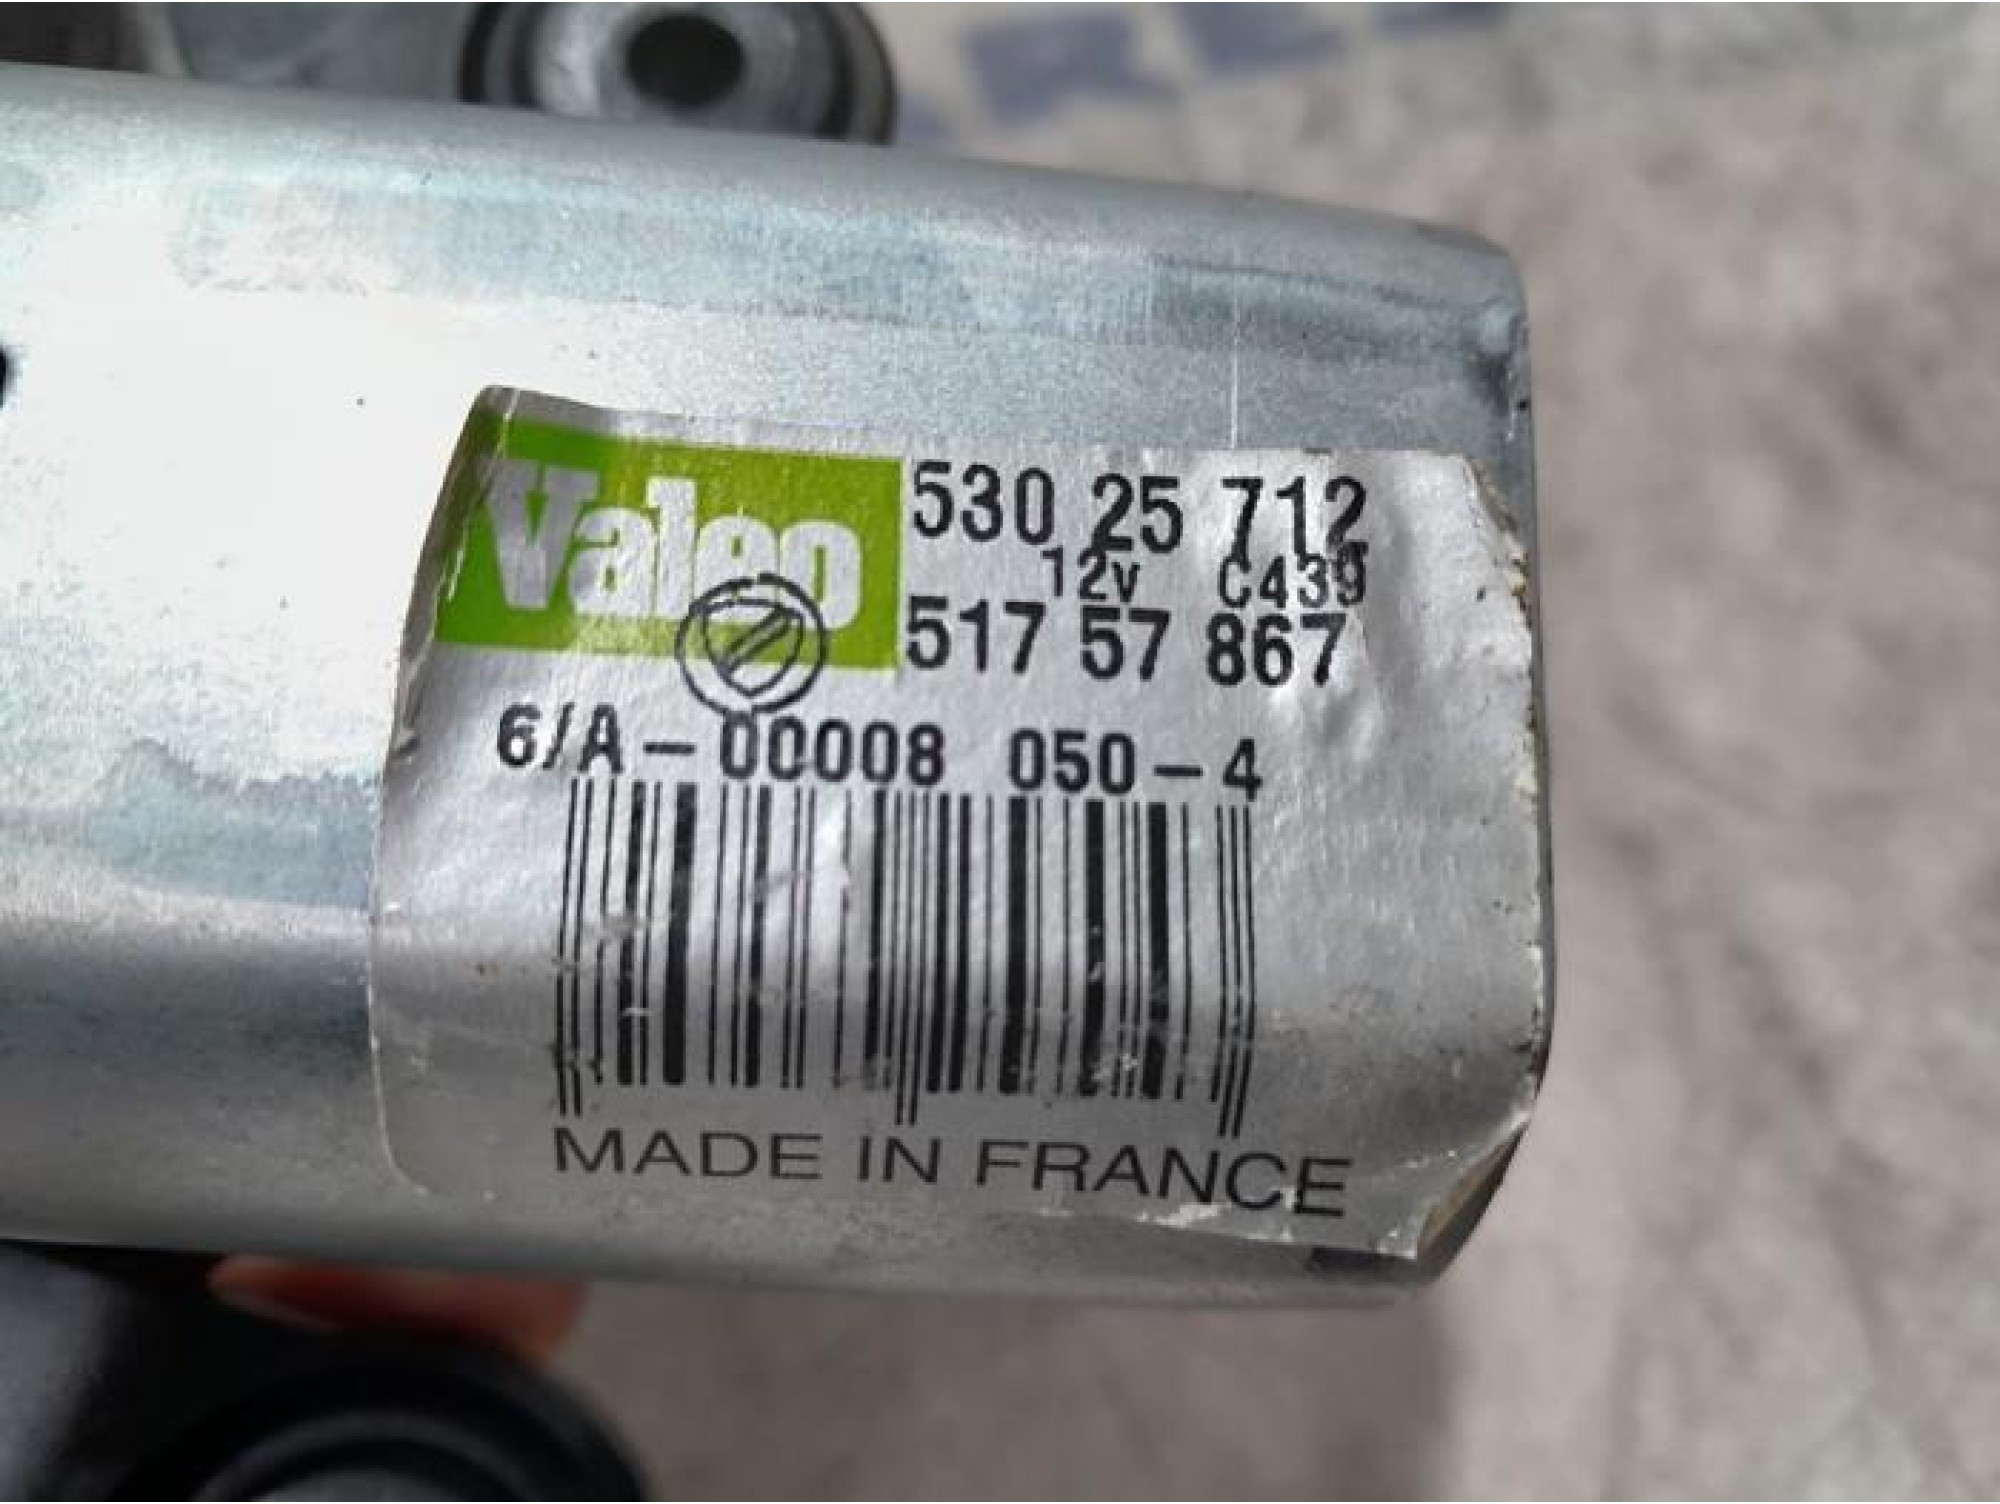 Valeo
530 25 712
12v C439
517 57 867
6/A-00008 050-4
MADE IN FRANCE